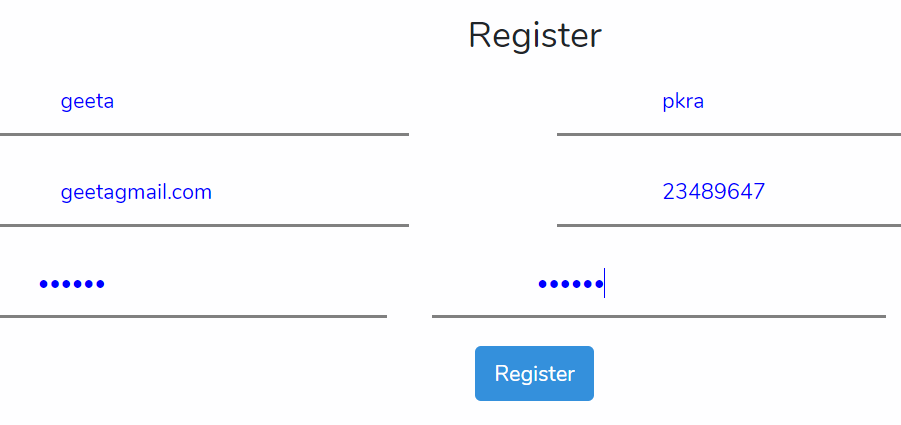 Register
geeta pkra
geetagmail.com 23489647
•••••• ••••••
Register